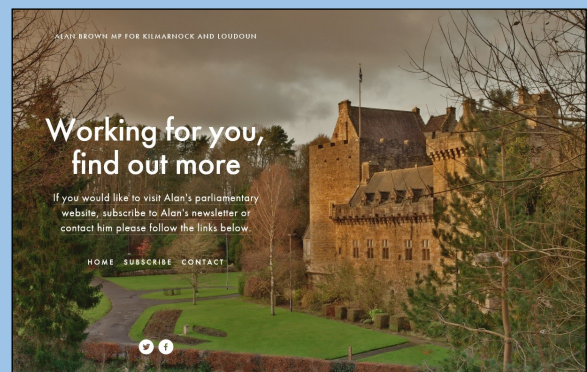 ALAN BROWN MP FOR KILMARNOCK AND LOUDOUN
Working for you,
find out more
If you would like to visit Alan's parliamentary
website, subscribe to Alan's newsletter or
contact him please follow the links below.
HOME SUBSCRIBE CONTACT